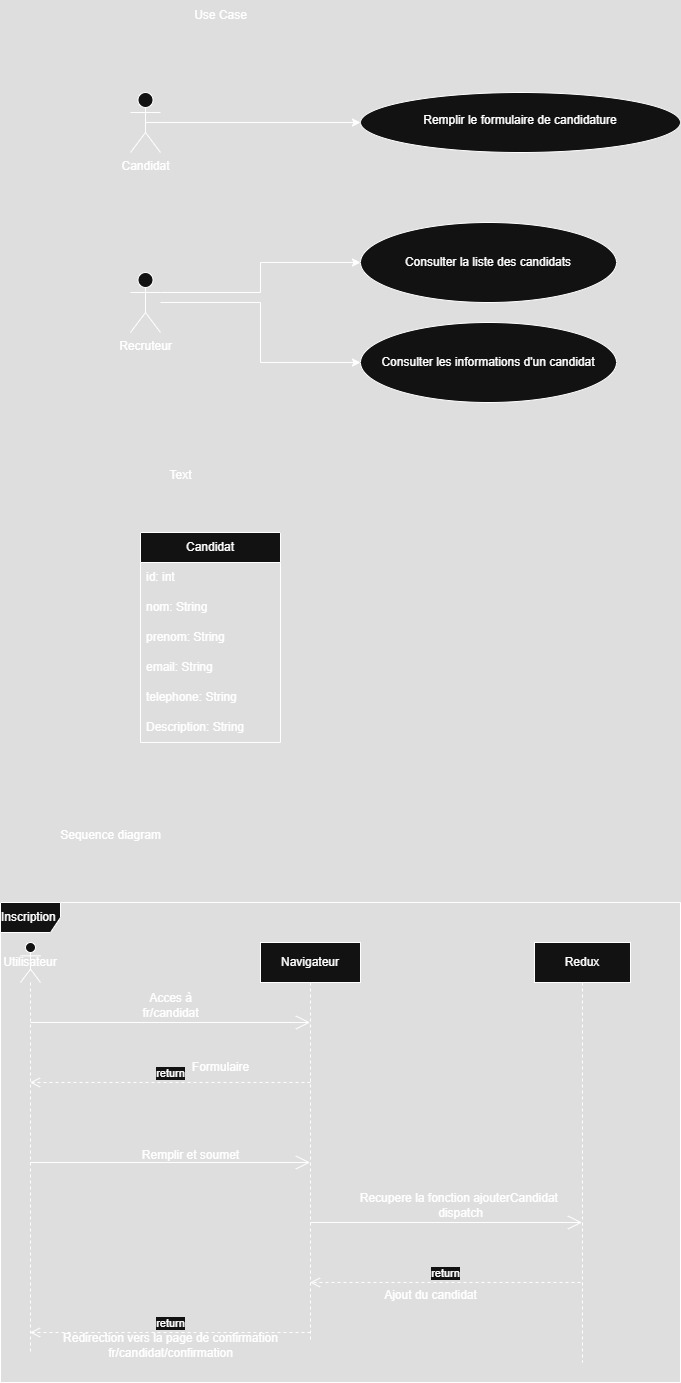 Use Case
Candidat
Remplir le formulaire de candidature
Recruteur
Consulter la liste des candidats
Consulter les informations d'un candidat
Text
Candidat
id: int
nom: String
prenom: String
email: String
telephone: String
Description: String
Sequence diagram
Inscription
Utilisateur
Navigateur
Redux
Acces à
fr/candidat
Formulaire
return
Remplir et soumet
Recupere la fonction ajouterCandidat
dispatch
return
Ajout du candidat
return
Redirection vers la page de confirmation
fr/candidat/confirmation